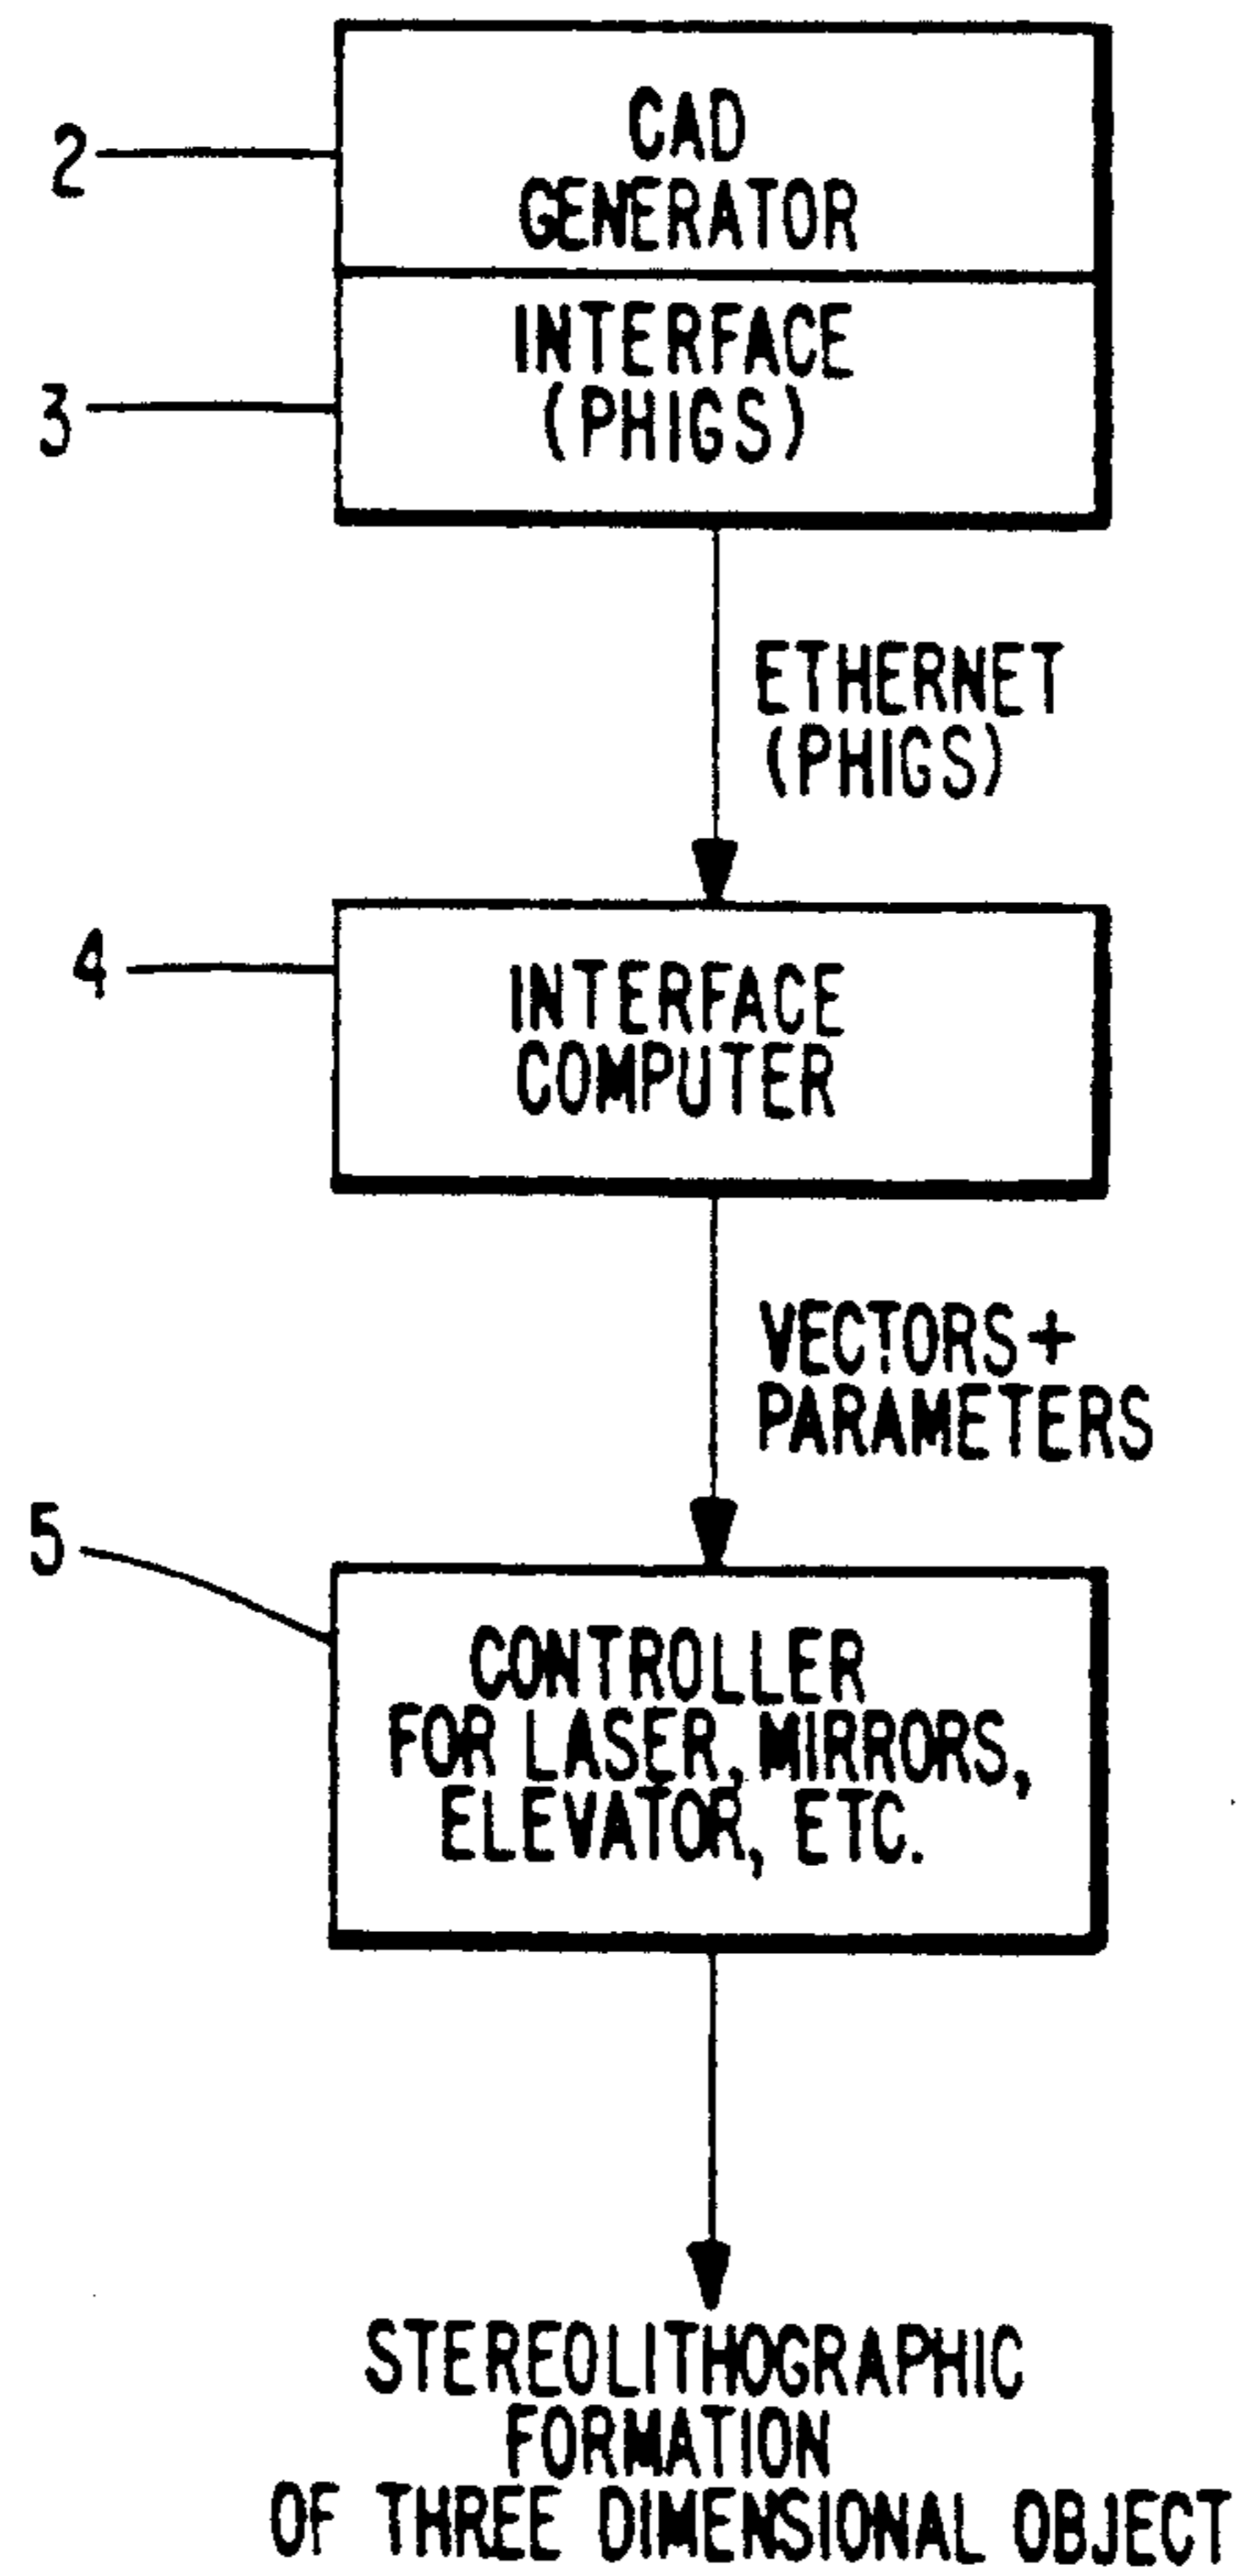 2
CAD
GENERATOR
3
INTERFACE
(PHIGS)
ETHERNET
(PHIGS)
4
INTERFACE
COMPUTER
VECTORS+
PARAMETERS
5
CONTROLLER
FOR LASER, MIRRORS,
ELEVATOR, ETC.
STEREOLITHOGRAPHIC
FORMATION
OF THREE DIMENSIONAL OBJECT